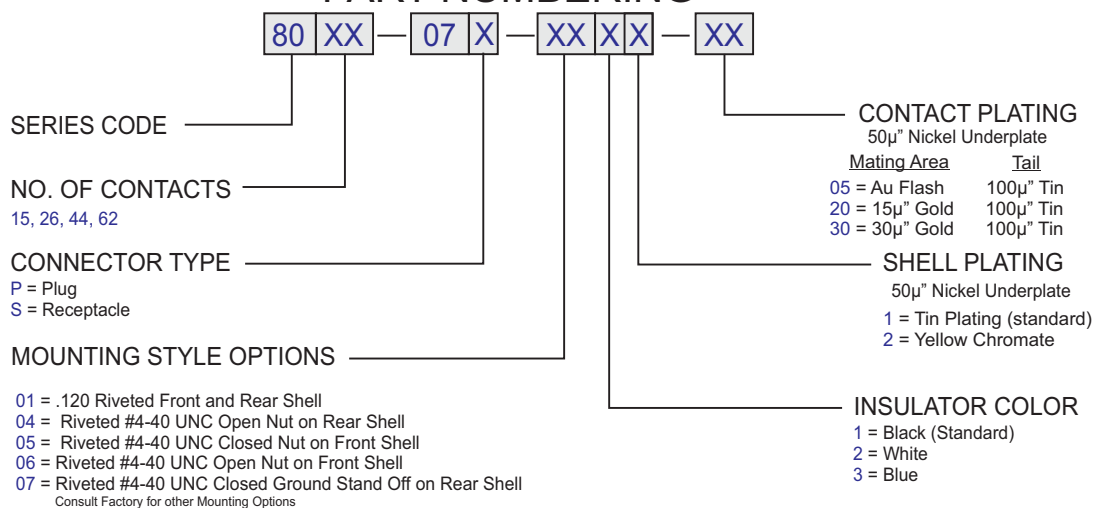 PART NUMBERING
80 XX — 07 X — XX X X — XX
SERIES CODE
NO. OF CONTACTS
15, 26, 44, 62
CONNECTOR TYPE
P = Plug
S = Receptacle
MOUNTING STYLE OPTIONS
01 = .120 Riveted Front and Rear Shell
04 = Riveted #4-40 UNC Open Nut on Rear Shell
05 = Riveted #4-40 UNC Closed Nut on Front Shell
06 = Riveted #4-40 UNC Open Nut on Front Shell
07 = Riveted #4-40 UNC Closed Ground Stand Off on Rear Shell
Consult Factory for other Mounting Options
CONTACT PLATING
50µ” Nickel Underplate
Mating Area Tail
05 = Au Flash 100µ” Tin
20 = 15µ” Gold 100µ” Tin
30 = 30µ” Gold 100µ” Tin
SHELL PLATING
50µ” Nickel Underplate
1 = Tin Plating (standard)
2 = Yellow Chromate
INSULATOR COLOR
1 = Black (Standard)
2 = White
3 = Blue